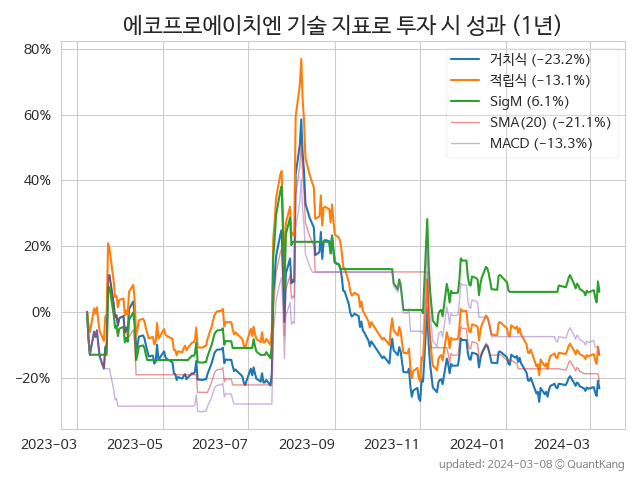 에코프로에이치엔 기술 지표로 투자 시 성과 (1년)
80%
60%
40%
20%
0%
−20%
거치식 (−23.2%)
적립식 (−13.1%)
SigM (6.1%)
SMA(20) (−21.1%)
MACD (−13.3%)
2023−03
2023−05
2023−07
2023−09
2023−11
2024−01
2024−03
updated: 2024−03−08 ⓒ QuantKang